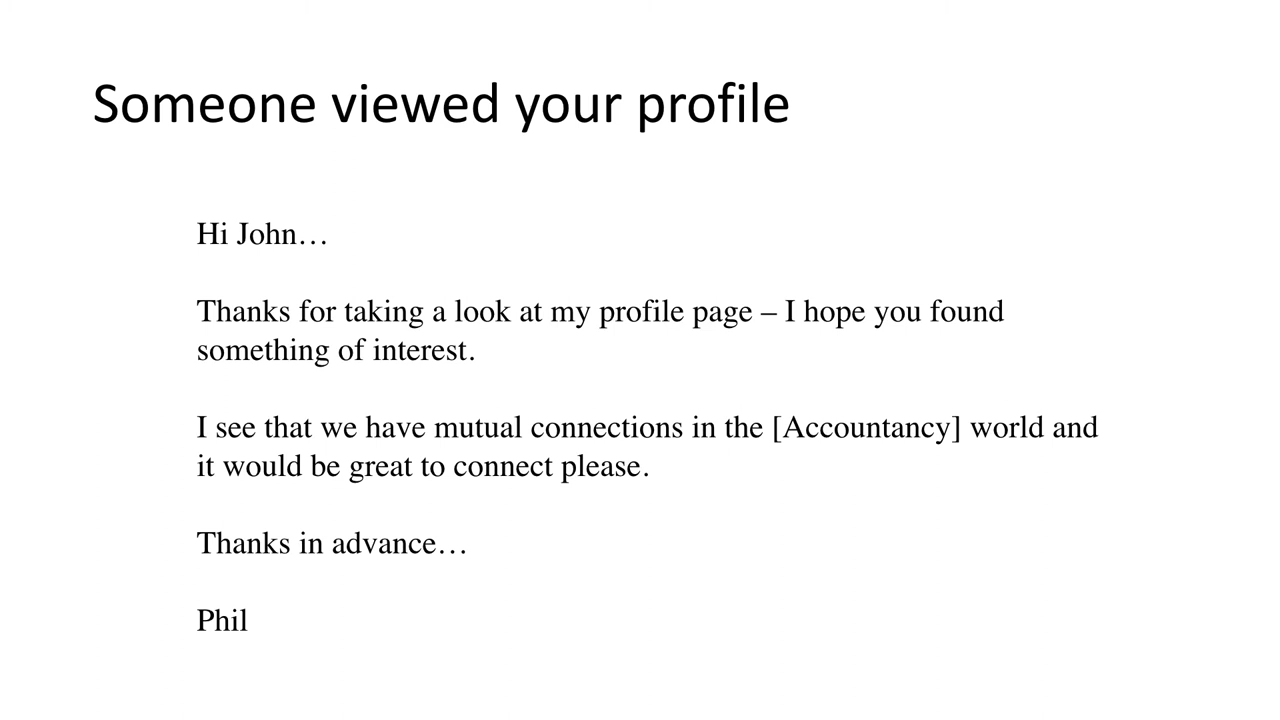 Someone viewed your profile
Hi John…
Thanks for taking a look at my profile page – I hope you found
something of interest.
I see that we have mutual connections in the [Accountancy] world and
it would be great to connect please.
Thanks in advance…
Phil